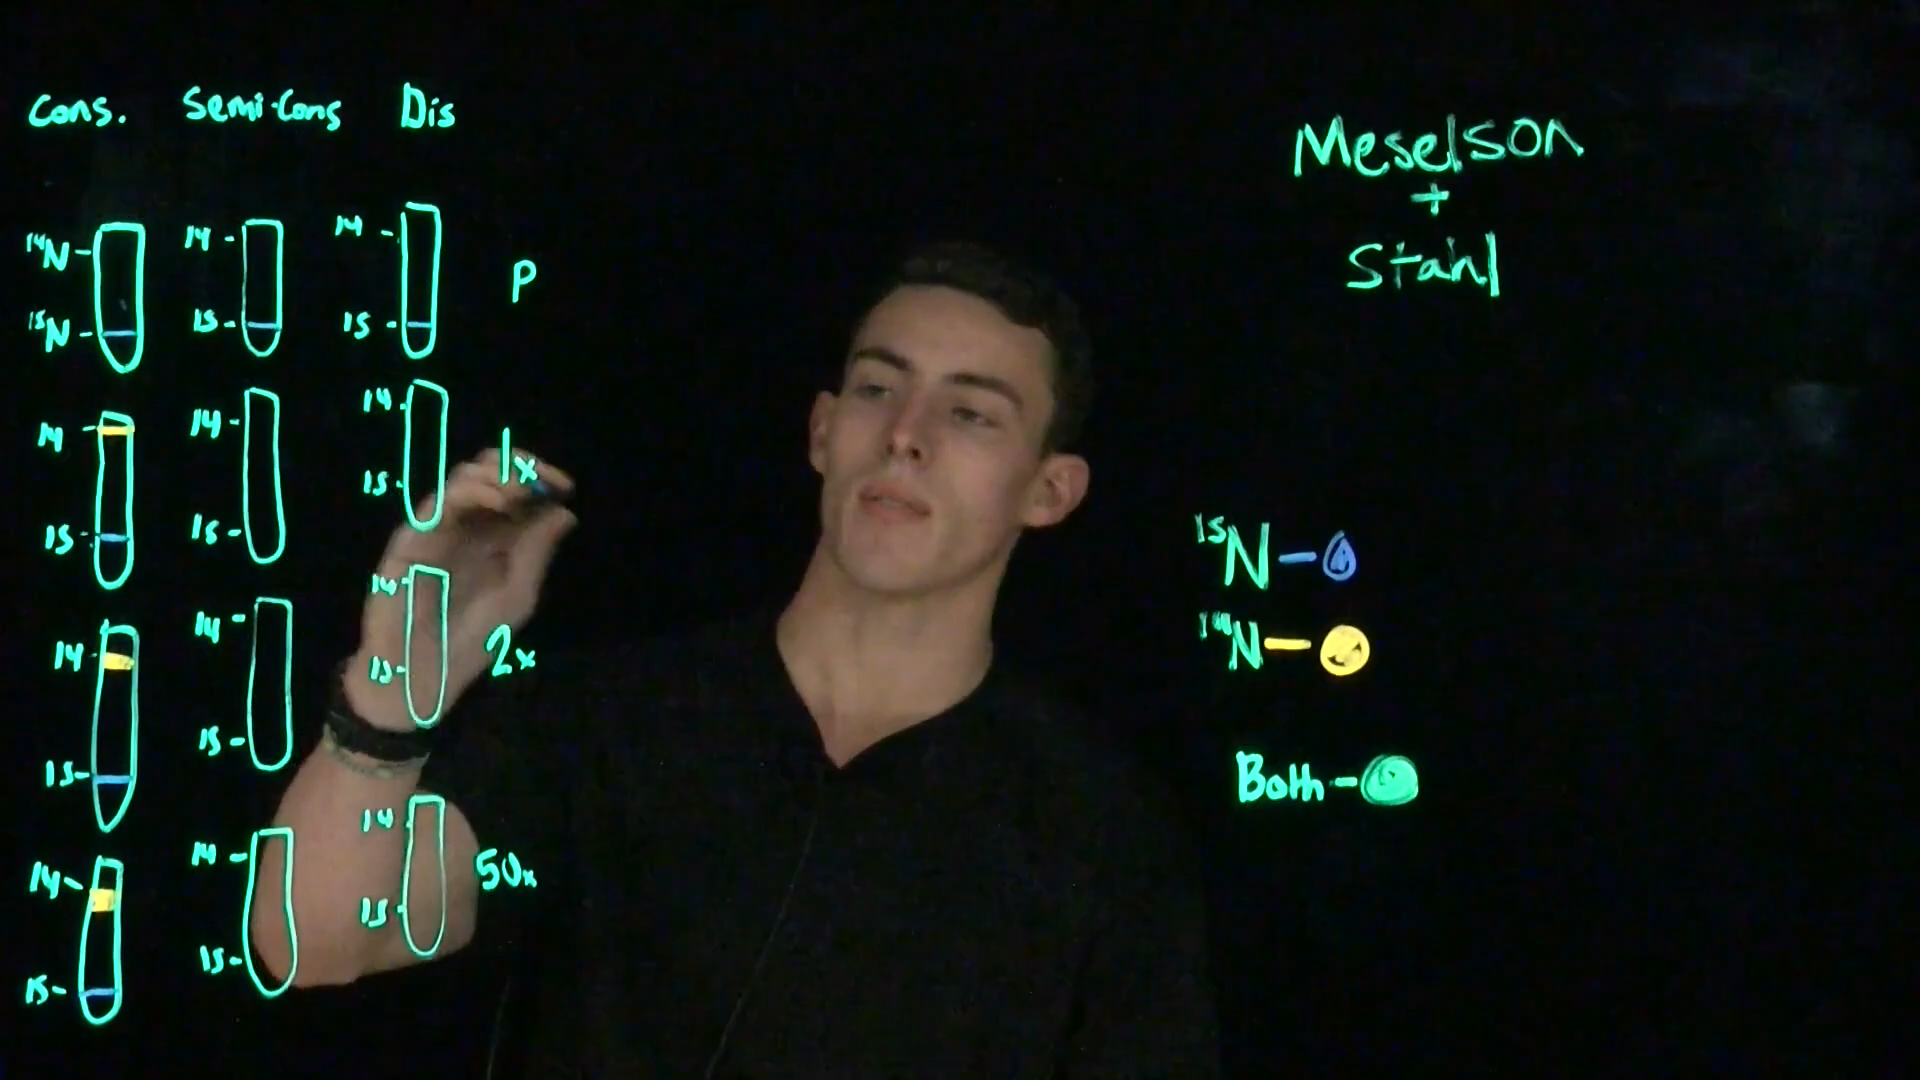 Cons. Semi-Cons Dis
Meselson
+
Stahl
¹⁴N- 14 - 14 -
P
¹⁵N- 15 - 15 -
14 - 14 - 14 -
1x
15 - 15 - 15 -
¹⁵N -
14 - 14 - 14 -
2x
¹⁴N -
15 - 15 - 15 -
Both -
14 - 14 - 14 -
50x
15 - 15 - 15 -